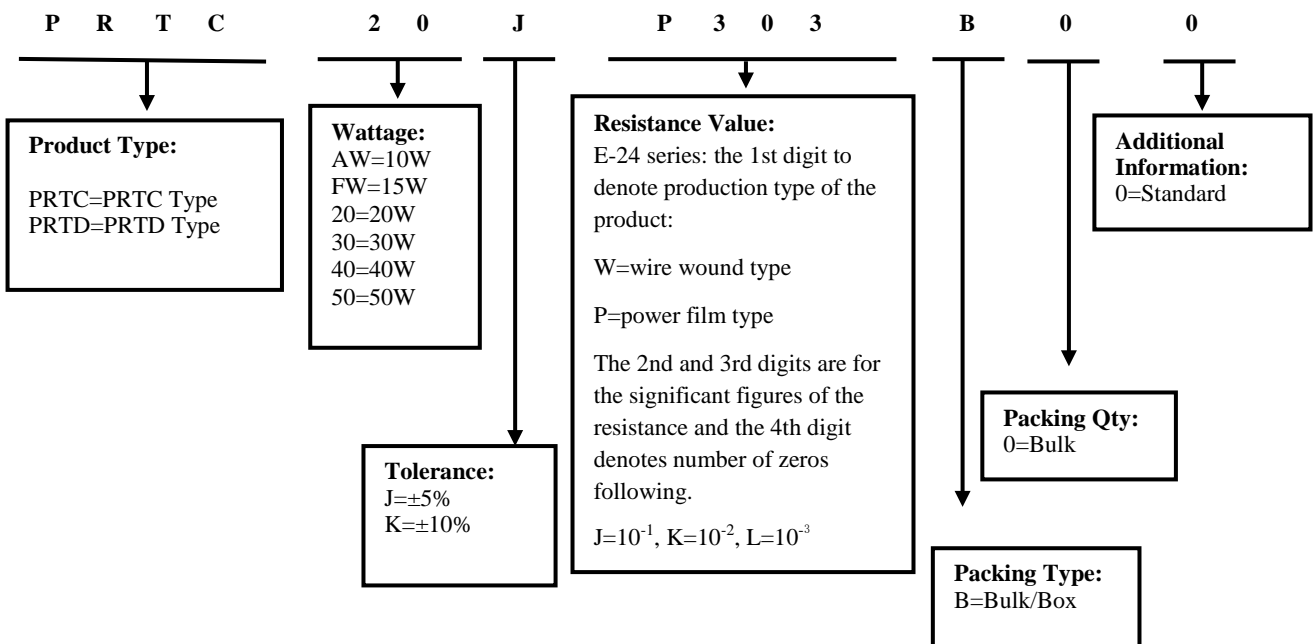 P R T C 2 0 J P 3 0 3 B 0 0
Product Type:
PRTC=PRTC Type
PRTD=PRTD Type
Wattage:
AW=10W
FW=15W
20=20W
30=30W
40=40W
50=50W
Tolerance:
J=±5%
K=±10%
Resistance Value:
E-24 series: the 1st digit to
denote production type of the
product:
W=wire wound type
P=power film type
The 2nd and 3rd digits are for
the significant figures of the
resistance and the 4th digit
denotes number of zeros
following.
J=10⁻¹, K=10⁻², L=10⁻³
Packing Type:
B=Bulk/Box
Packing Qty:
0=Bulk
Additional
Information:
0=Standard